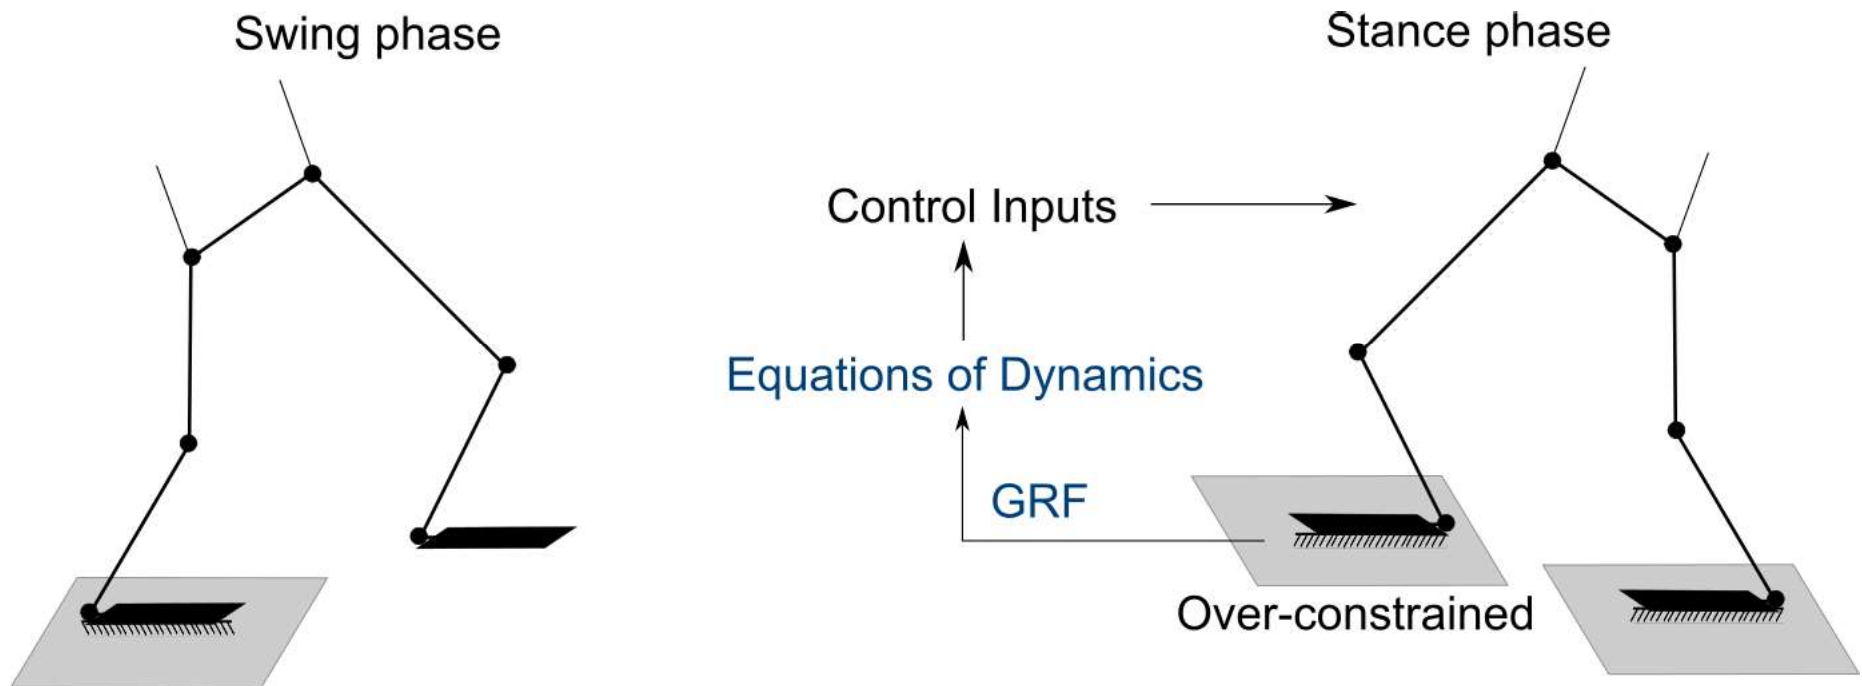 Swing phase
Stance phase
Control Inputs
Equations of Dynamics
GRF
Over-constrained